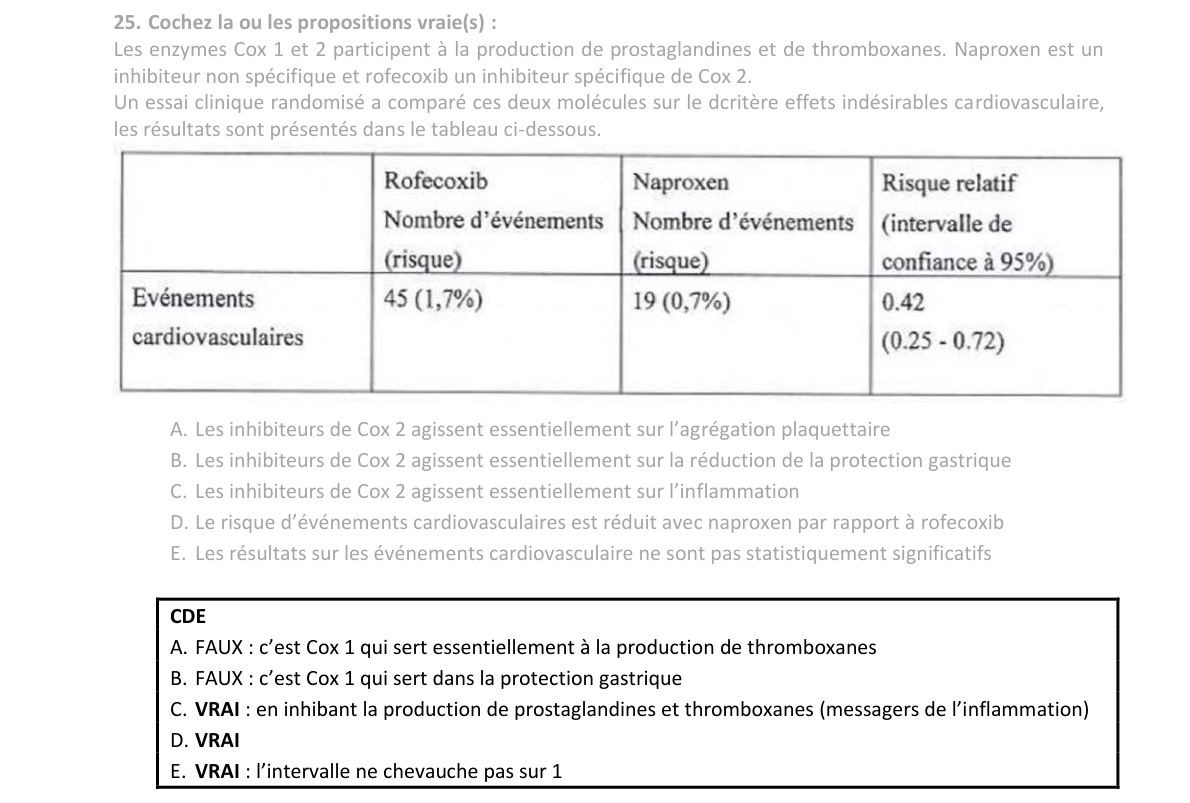 25. Cochez la ou les propositions vraie(s) :
Les enzymes Cox 1 et 2 participent à la production de prostaglandines et de thromboxanes. Naproxen est un
inhibiteur non spécifique et rofecoxib un inhibiteur spécifique de Cox 2.
Un essai clinique randomisé a comparé ces deux molécules sur le dcritère effets indésirables cardiovasculaire,
les résultats sont présentés dans le tableau ci-dessous.
Rofecoxib
Nombre d'événements
(risque)
Naproxen
Nombre d'événements
(risque)
Risque relatif
(intervalle de
confiance à 95%)
Evénements
cardiovasculaires
45 (1,7%)
19 (0,7%)
0.42
(0.25 - 0.72)
A. Les inhibiteurs de Cox 2 agissent essentiellement sur l'agrégation plaquettaire
B. Les inhibiteurs de Cox 2 agissent essentiellement sur la réduction de la protection gastrique
C. Les inhibiteurs de Cox 2 agissent essentiellement sur l'inflammation
D. Le risque d'événements cardiovasculaires est réduit avec naproxen par rapport à rofecoxib
E. Les résultats sur les événements cardiovasculaire ne sont pas statistiquement significatifs
CDE
A. FAUX : c'est Cox 1 qui sert essentiellement à la production de thromboxanes
B. FAUX : c'est Cox 1 qui sert dans la protection gastrique
C. VRAI : en inhibant la production de prostaglandines et thromboxanes (messagers de l'inflammation)
D. VRAI
E. VRAI : l'intervalle ne chevauche pas sur 1